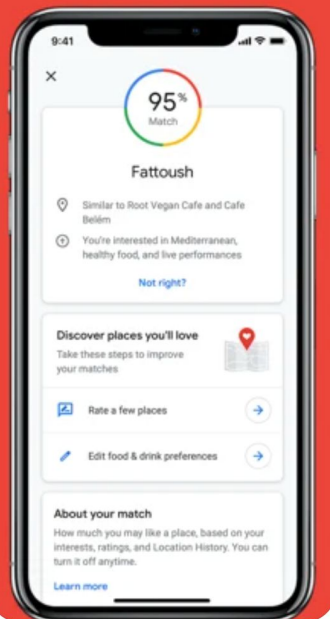 9:41
95%
Match
Fattoush
Similar to Root Vegan Cafe and Cafe
Belém
You're interested in Mediterranean,
healthy food, and live performances
Not right?
Discover places you'll love
Take these steps to improve
your matches
Rate a few places
Edit food & drink preferences
About your match
How much you may like a place, based on your
interests, ratings, and Location History. You can
turn it off anytime.
Learn more